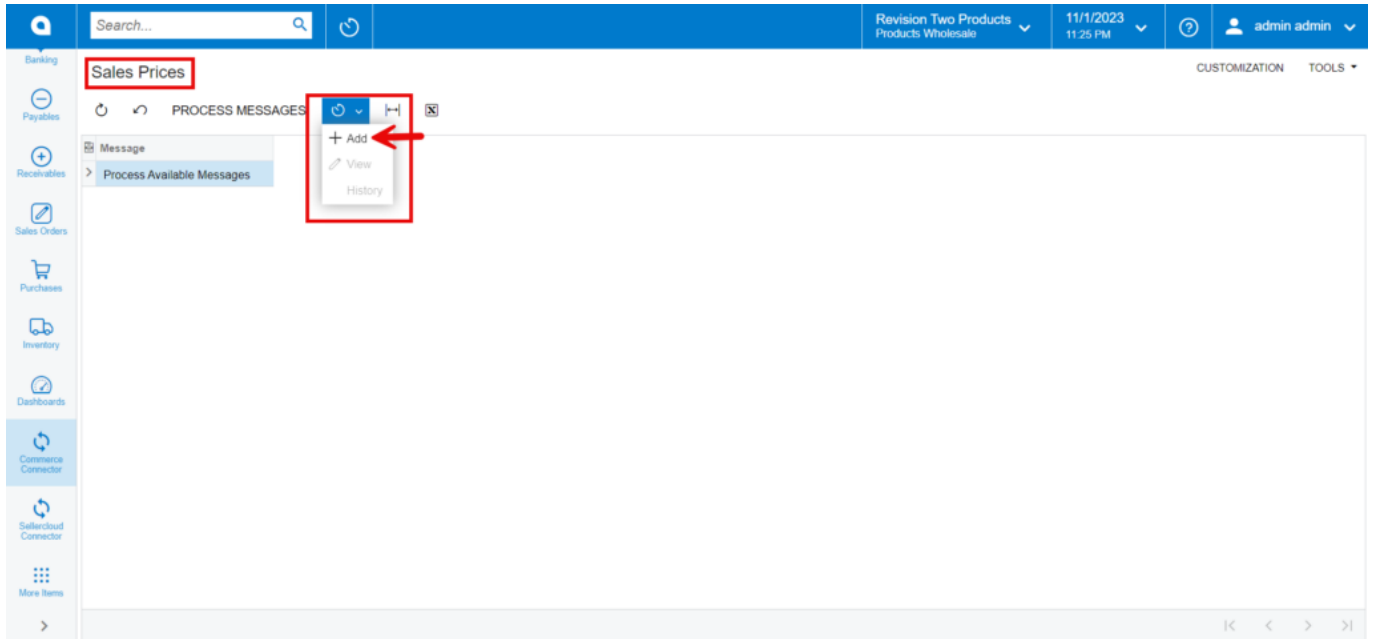 Search...
Revision Two Products
Products Wholesale
11/1/2023
11:25 PM
admin admin
Banking
Payables
Receivables
Sales Orders
Purchases
Inventory
Dashboards
Commerce
Connector
Sellercloud
Connector
More Items
Sales Prices
CUSTOMIZATION
TOOLS
PROCESS MESSAGES
Add
View
History
Message
Process Available Messages